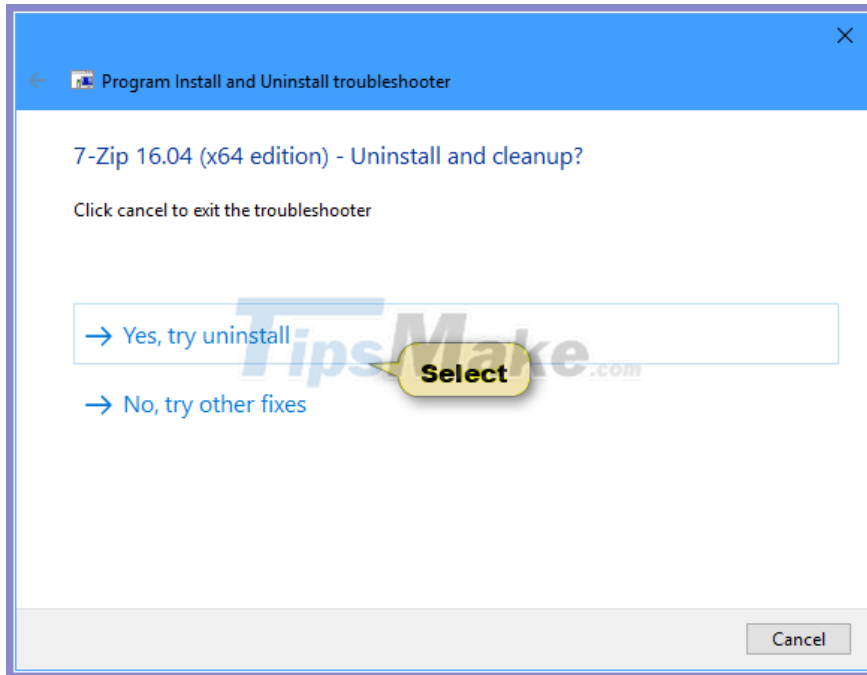 Program Install and Uninstall troubleshooter
7-Zip 16.04 (x64 edition) - Uninstall and cleanup?
Click cancel to exit the troubleshooter
Yes, try uninstall
TipsMake.com
Select
No, try other fixes
Cancel